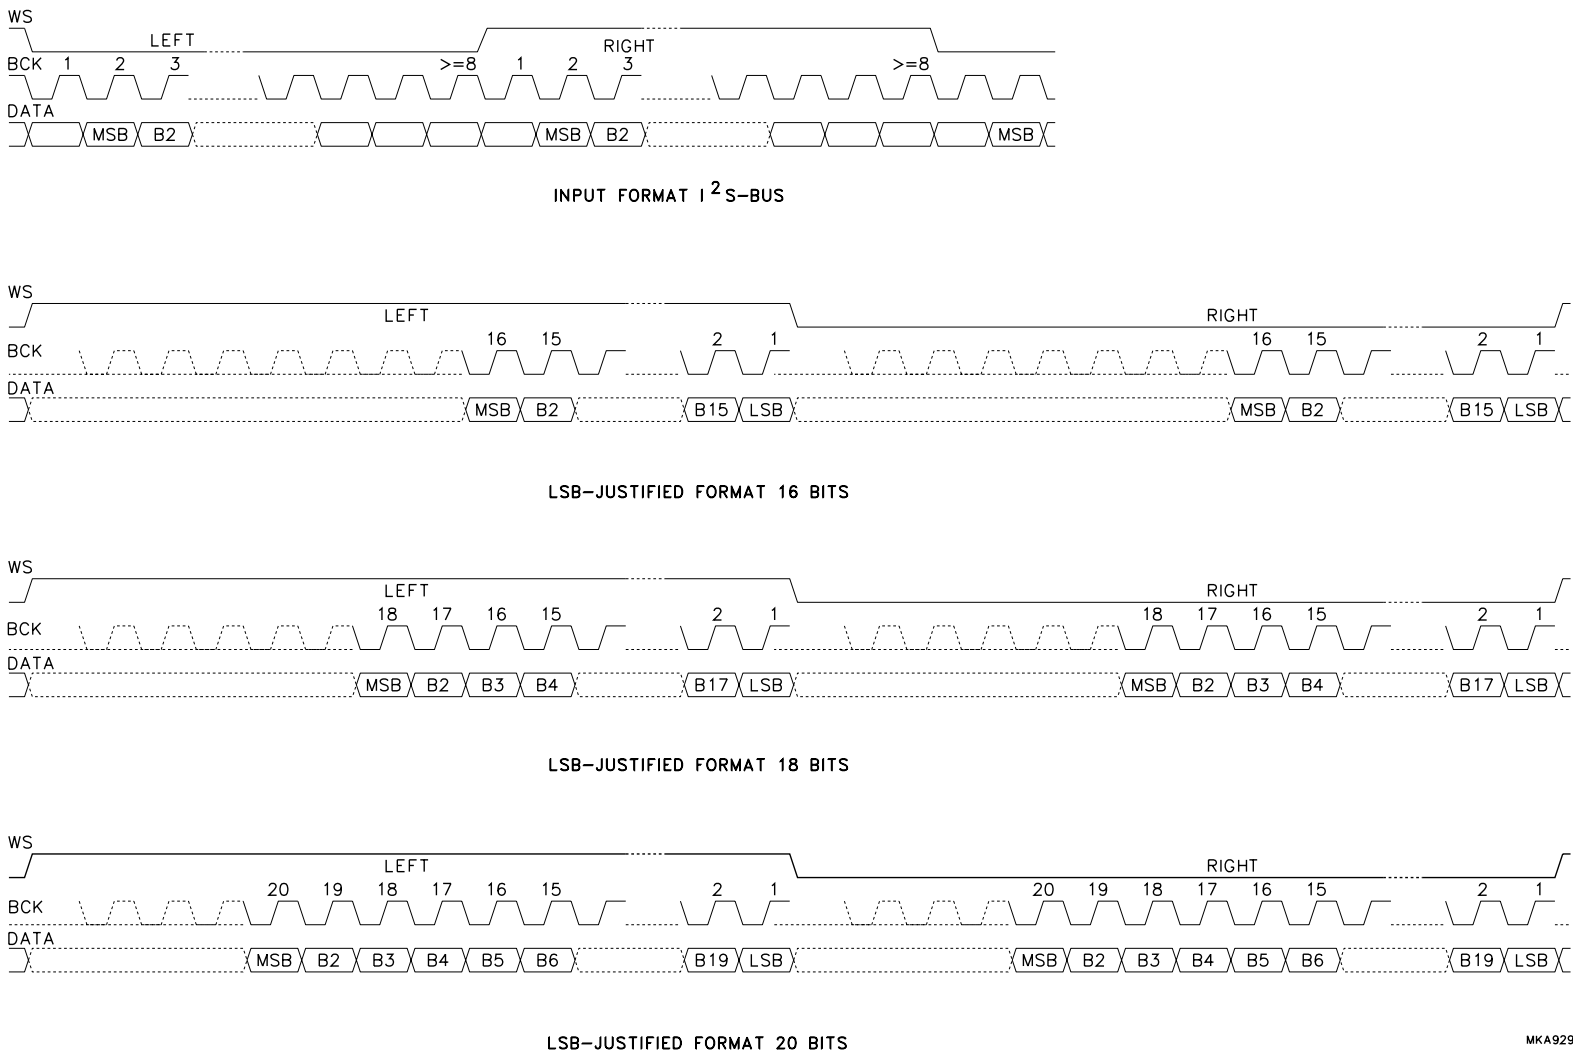 WS
LEFT
RIGHT
BCK 1 2 3 >=8 1 2 3 >=8
DATA
MSB B2 MSB B2 MSB
INPUT FORMAT I2S-BUS
WS
LEFT RIGHT
BCK 16 15 2 1 16 15 2 1
DATA
MSB B2 B15 LSB MSB B2 B15 LSB
LSB-JUSTIFIED FORMAT 16 BITS
WS
LEFT RIGHT
BCK 18 17 16 15 2 1 18 17 16 15 2 1
DATA
MSB B2 B3 B4 B17 LSB MSB B2 B3 B4 B17 LSB
LSB-JUSTIFIED FORMAT 18 BITS
WS
LEFT RIGHT
BCK 20 19 18 17 16 15 2 1 20 19 18 17 16 15 2 1
DATA
MSB B2 B3 B4 B5 B6 B19 LSB MSB B2 B3 B4 B5 B6 B19 LSB
LSB-JUSTIFIED FORMAT 20 BITS
MKA929